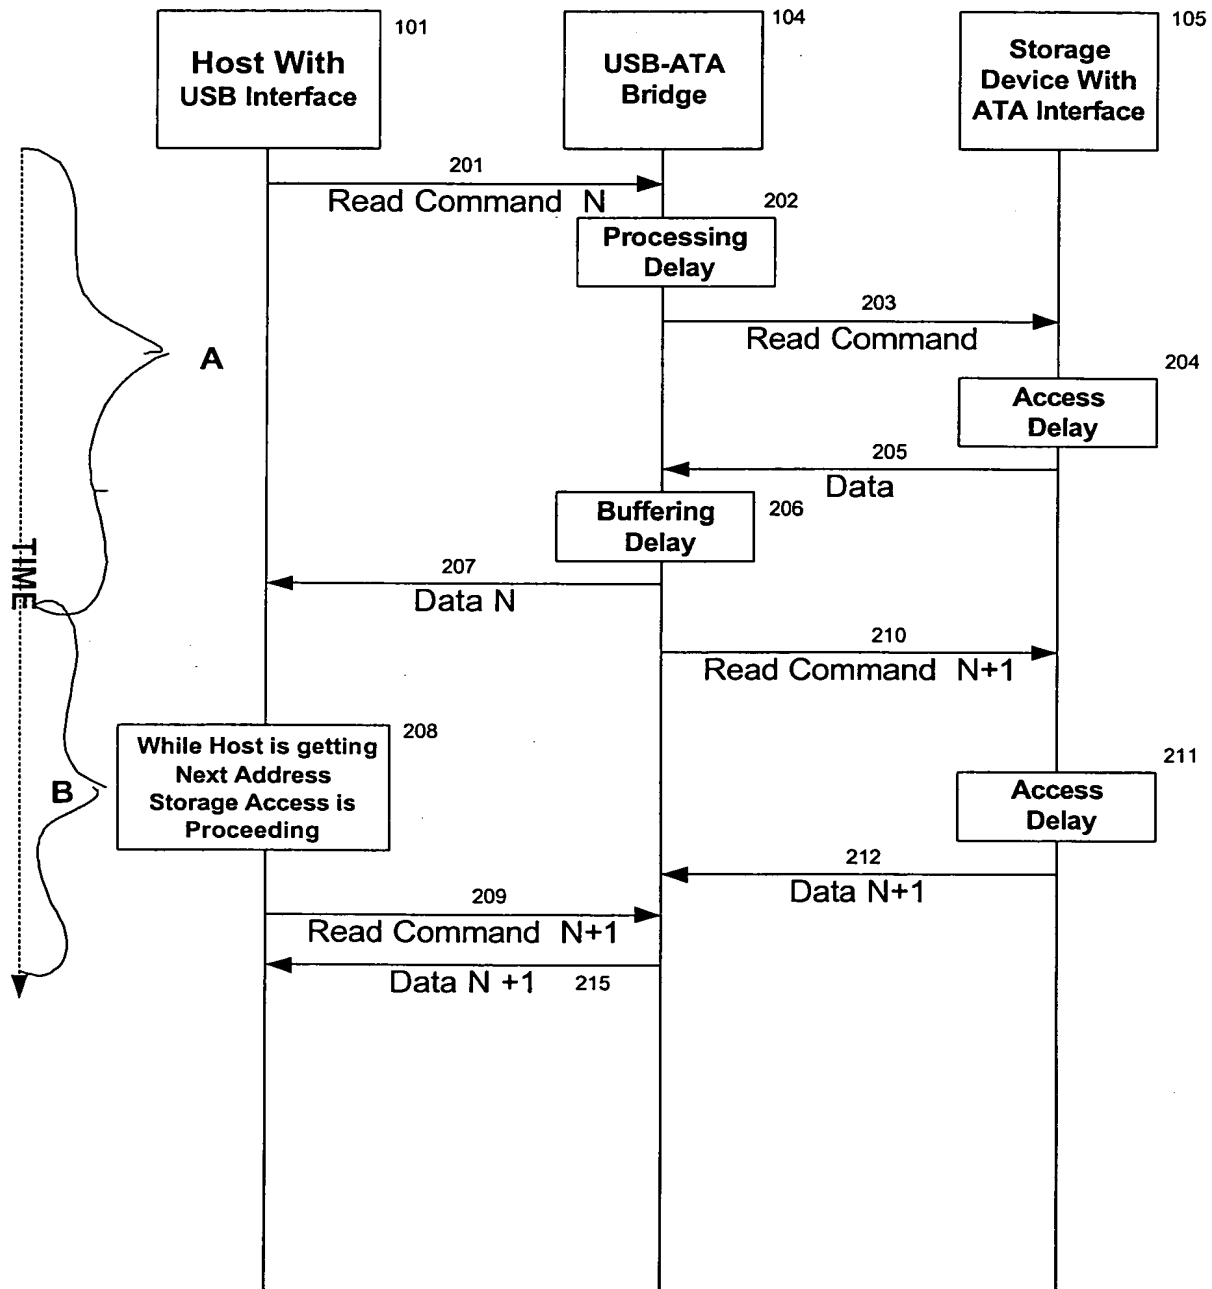 101
104
105
Host With
USB Interface
USB-ATA
Bridge
Storage
Device With
ATA Interface
201
Read Command N
202
Processing
Delay
203
Read Command
A
204
Access
Delay
205
Data
Buffering
Delay
206
TIME
207
Data N
210
Read Command N+1
208
While Host is getting
Next Address
Storage Access is
Proceeding
B
211
Access
Delay
212
Data N+1
209
Read Command N+1
Data N +1
215